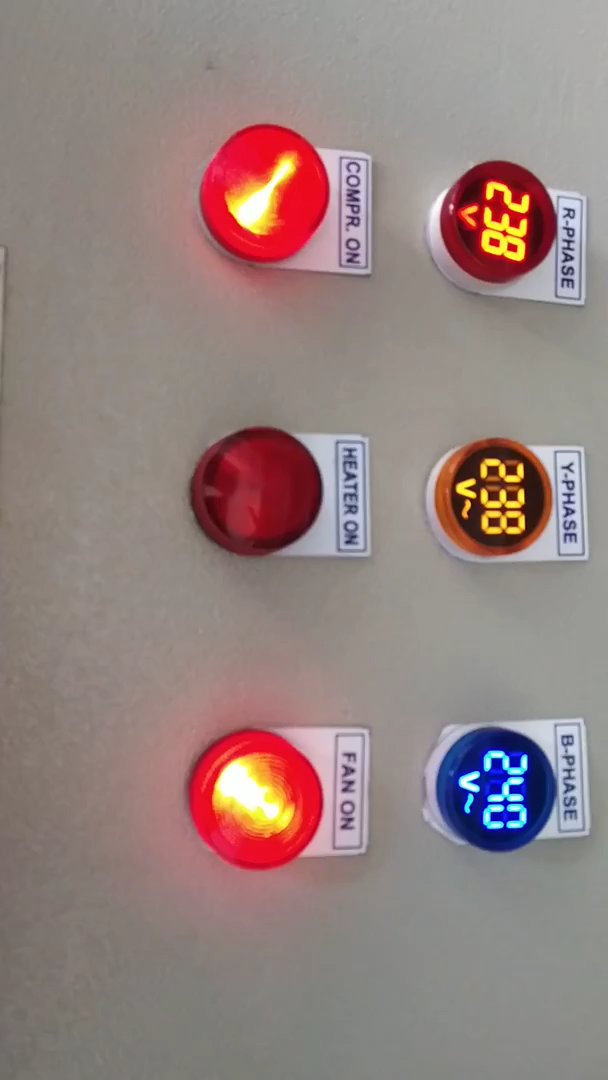 R-PHASE
238
V
Y-PHASE
238
V~
B-PHASE
240
V~
COMPR. ON
HEATER ON
FAN ON